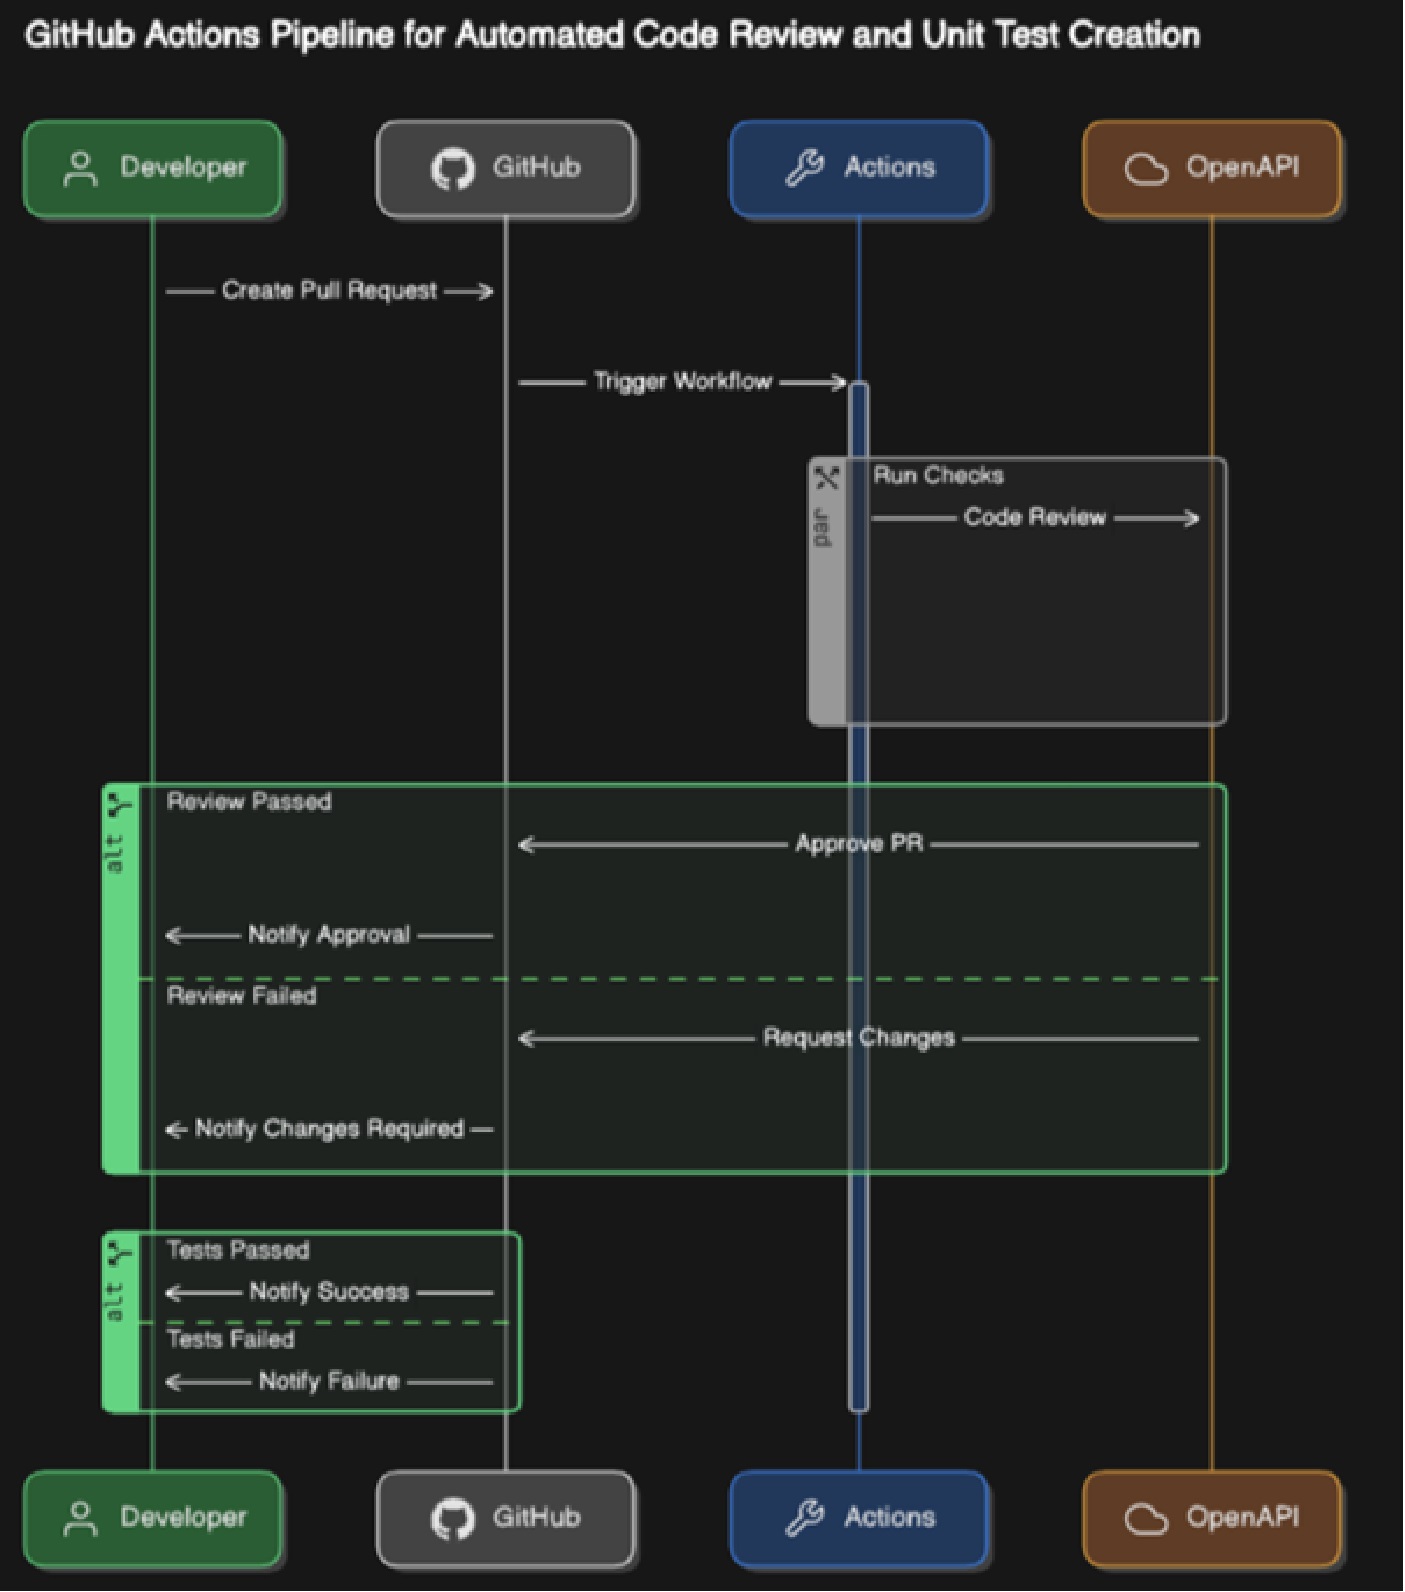 GitHub Actions Pipeline for Automated Code Review and Unit Test Creation
Developer
GitHub
Actions
OpenAPI
Create Pull Request
Trigger Workflow
par
Run Checks
Code Review
alt
Review Passed
Approve PR
Notify Approval
Review Failed
Request Changes
Notify Changes Required
alt
Tests Passed
Notify Success
Tests Failed
Notify Failure
Developer
GitHub
Actions
OpenAPI